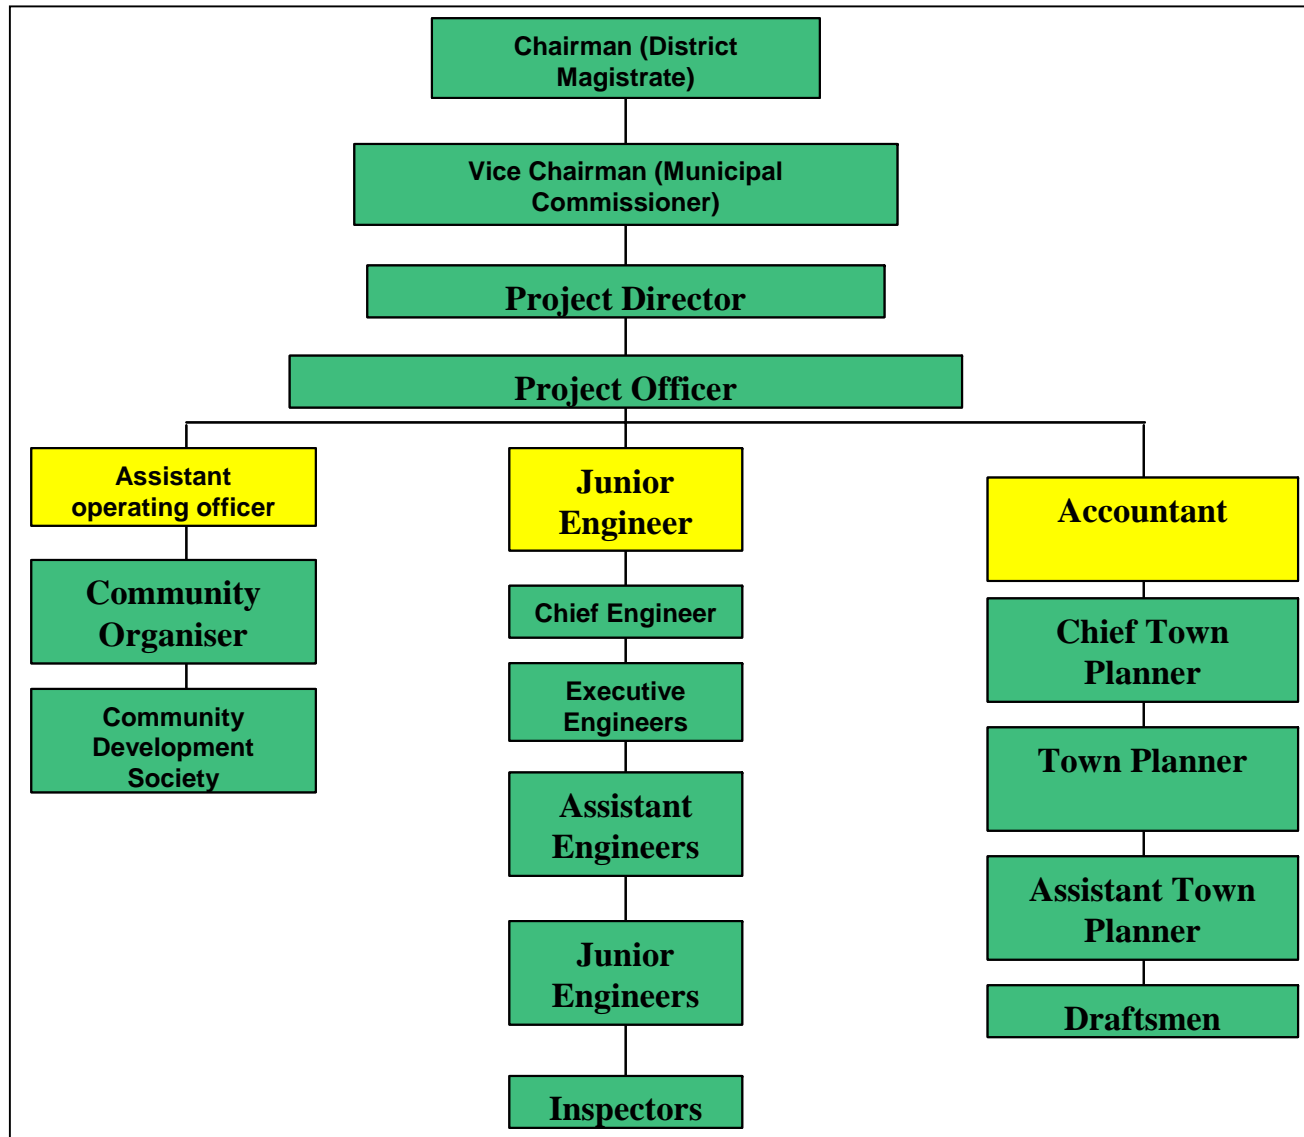 Chairman (District
Magistrate)
Vice Chairman (Municipal
Commissioner)
Project Director
Project Officer
Assistant
operating officer
Community
Organiser
Community
Development
Society
Junior
Engineer
Chief Engineer
Executive
Engineers
Assistant
Engineers
Junior
Engineers
Inspectors
Accountant
Chief Town
Planner
Town Planner
Assistant Town
Planner
Draftsmen